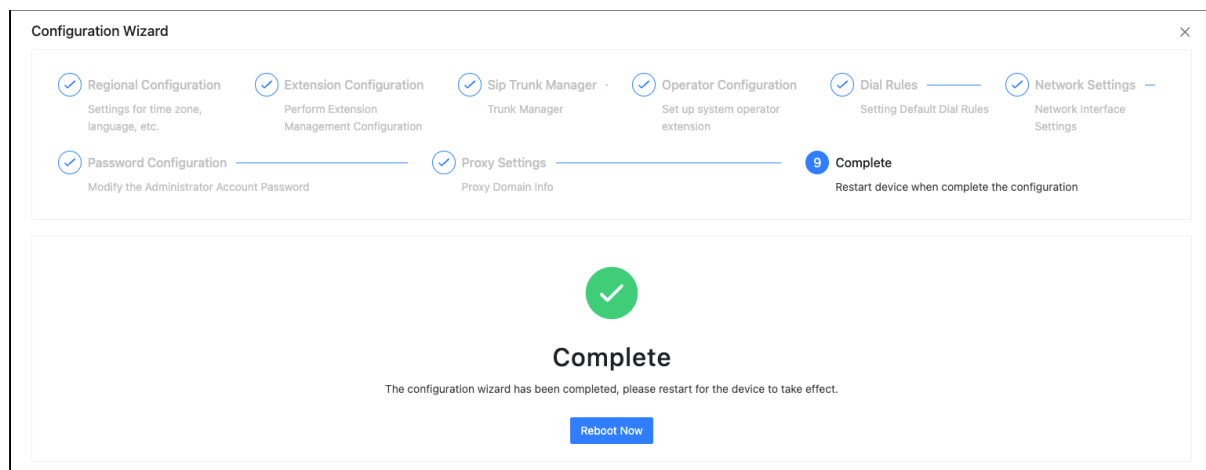 Configuration Wizard
Regional Configuration
Settings for time zone,
language, etc.
Extension Configuration
Perform Extension
Management Configuration
Sip Trunk Manager
Trunk Manager
Operator Configuration
Set up system operator
extension
Dial Rules
Setting Default Dial Rules
Network Settings
Network Interface
Settings
Password Configuration
Modify the Administrator Account Password
Proxy Settings
Proxy Domain Info
9 Complete
Restart device when complete the configuration
Complete
The configuration wizard has been completed, please restart for the device to take effect.
Reboot Now